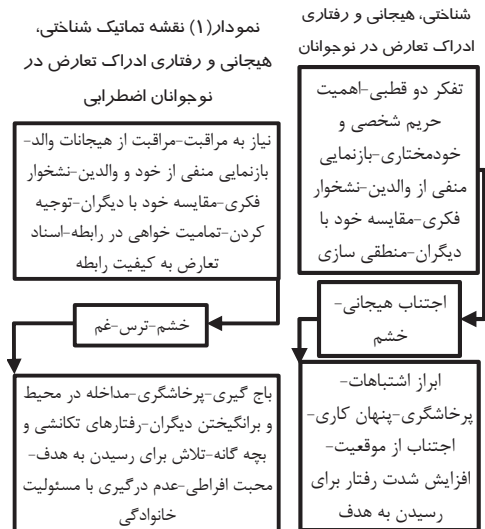 شناختی، هیجانی و رفتاری
ادراک تعارض در نوجوانان
تفکر دو قطبی-اهمیت
حریم شخصی و
خودمختاری-بازنمایی
منفی از والدین-نشخوار
فکری-مقایسه خود با
دیگران-منطقی سازی
اجتناب هیجانی-
خشم
ابراز اشتباهات-
پرخاشگری-پنهان کاری-
اجتناب از موقعیت-
افزایش شدت رفتار برای
رسیدن به هدف
نمودار(۱) نقشه تماتیک شناختی،
هیجانی و رفتاری ادراک تعارض در
نوجوانان اضطرابی
نیاز به مراقبت-مراقبت از هیجانات والد-
بازنمایی منفی از خود و والدین-نشخوار
فکری-مقایسه خود با دیگران-توجیه
کردن-تمامیت خواهی در رابطه-اسناد
تعارض به کیفیت رابطه
خشم-ترس-غم
باج گیری-پرخاشگری-مداخله در محیط
و برانگیختن دیگران-رفتارهای تکانشی و
بچه گانه-تلاش برای رسیدن به هدف-
محبت افراطی-عدم درگیری با مسئولیت
خانوادگی